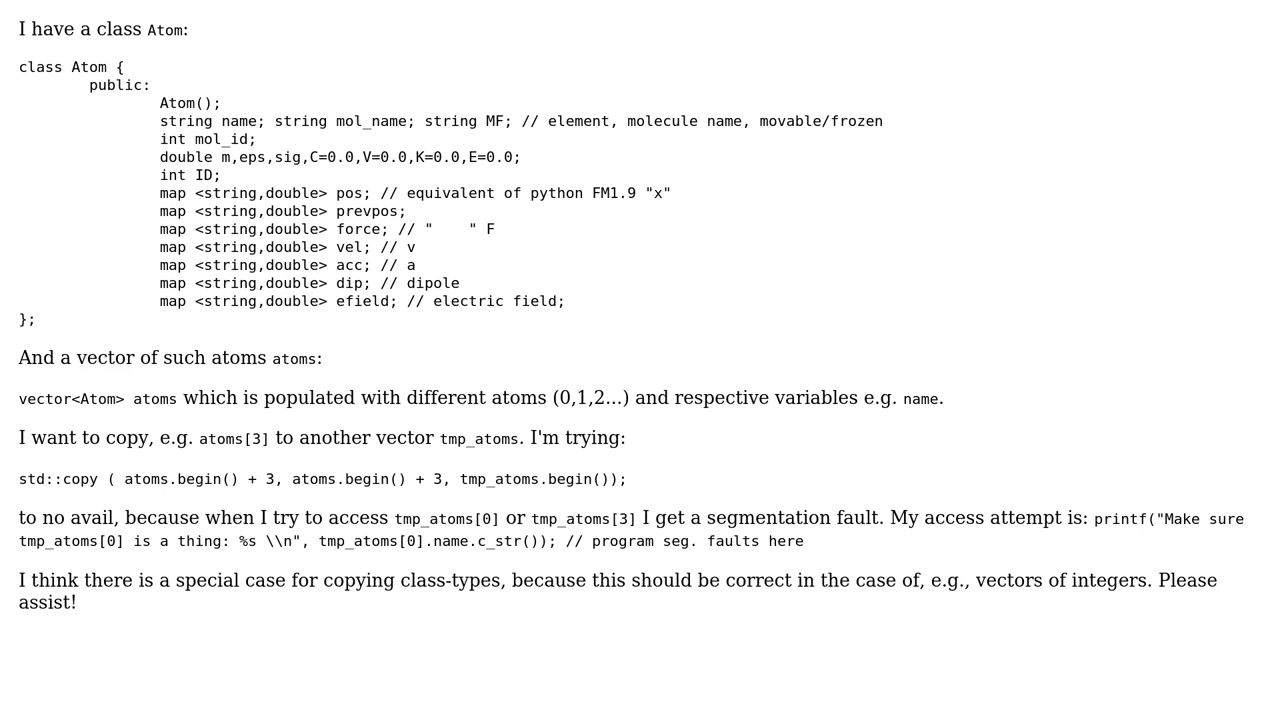 I have a class Atom:
class Atom {
        public:
                Atom();
                string name; string mol_name; string MF; // element, molecule name, movable/frozen
                int mol_id;
                double m,eps,sig,C=0.0,V=0.0,K=0.0,E=0.0;
                int ID;
                map <string,double> pos; // equivalent of python FM1.9 "x"
                map <string,double> prevpos;
                map <string,double> force; // "    " F
                map <string,double> vel; // v
                map <string,double> acc; // a
                map <string,double> dip; // dipole
                map <string,double> efield; // electric field;
};
And a vector of such atoms atoms:
vector<Atom> atoms which is populated with different atoms (0,1,2...) and respective variables e.g. name.
I want to copy, e.g. atoms[3] to another vector tmp_atoms. I'm trying:
std::copy ( atoms.begin() + 3, atoms.begin() + 3, tmp_atoms.begin());
to no avail, because when I try to access tmp_atoms[0] or tmp_atoms[3] I get a segmentation fault. My access attempt is: printf("Make sure
tmp_atoms[0] is a thing: %s \\n", tmp_atoms[0].name.c_str()); // program seg. faults here
I think there is a special case for copying class-types, because this should be correct in the case of, e.g., vectors of integers. Please
assist!